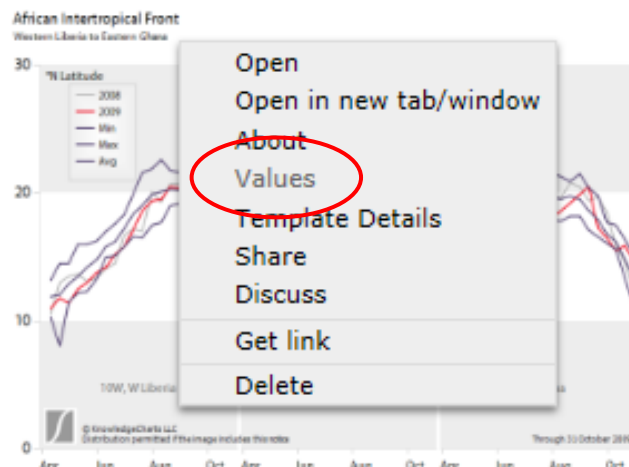 African Intertropical Front
Western Liberia to Eastern Ghana
30
°N Latitude
2008
2009
Min
Max
Avg
20
10
0
10W, W Liberia
© KnowledgeCharts LLC
Distribution permitted if the image includes this notice
Through 31 October 2009
Apr Jun Aug Oct Apr Jun Aug Oct Apr Jun Aug Oct
Open
Open in new tab/window
About
Values
Template Details
Share
Discuss
Get link
Delete